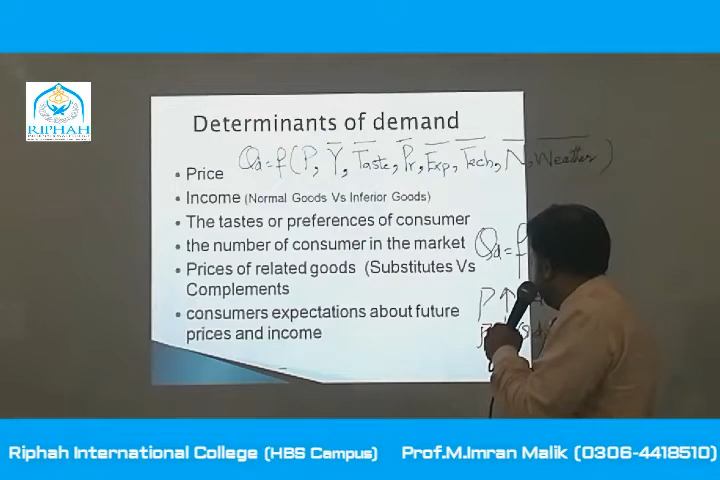 RIPHAH
Determinants of demand
Qd = f (P, Y, Taste, Pr, Exp, Tech, N, Weather)
• Price
• Income (Normal Goods Vs Inferior Goods)
• The tastes or preferences of consumer
• the number of consumer in the market
Qd = f
• Prices of related goods (Substitutes Vs
Complements
P↑
• consumers expectations about future
prices and income
Riphah International College (HBS Campus) Prof.M.Imran Malik (0306-4418510)